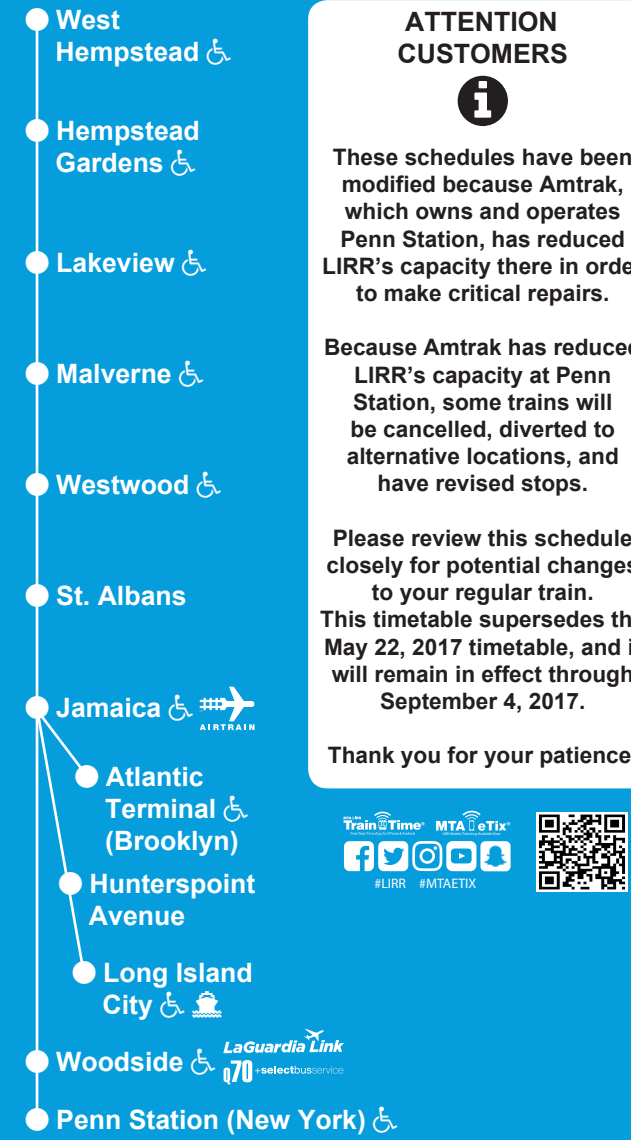 West
Hempstead
Hempstead
Gardens
Lakeview
Malverne
Westwood
St. Albans
Jamaica
AIRTRAIN
Atlantic
Terminal
(Brooklyn)
Hunterspoint
Avenue
Long Island
City
Woodside
LaGuardia Link
Q70 +selectbusservice
Penn Station (New York)
ATTENTION
CUSTOMERS
These schedules have been
modified because Amtrak,
which owns and operates
Penn Station, has reduced
LIRR's capacity there in orde
to make critical repairs.
Because Amtrak has reduced
LIRR's capacity at Penn
Station, some trains will
be cancelled, diverted to
alternative locations, and
have revised stops.
Please review this schedule
closely for potential changes
to your regular train.
This timetable supersedes th
May 22, 2017 timetable, and i
will remain in effect through
September 4, 2017.
Thank you for your patience
Train Time® MTA eTix®
#LIRR #MTAETIX